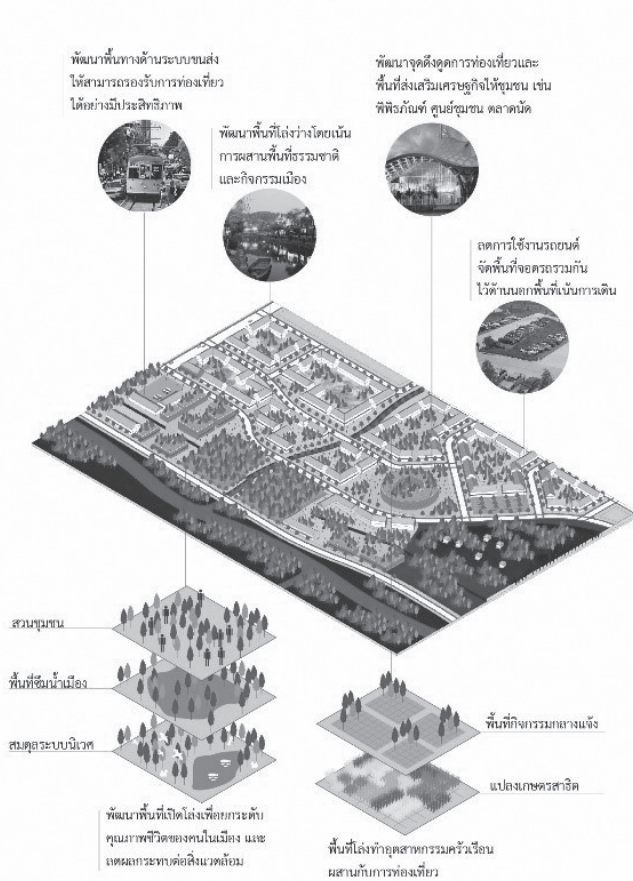 พัฒนาพื้นทางด้านระบบขนส่ง
ให้สามารถรองรับการท่องเที่ยว
ได้อย่างมีประสิทธิภาพ
พัฒนาพื้นที่โล่งว่างโดยเน้น
การผสานพื้นที่ธรรมชาติ
และกิจกรรมเมือง
พัฒนาจุดดึงดูดการท่องเที่ยวและ
พื้นที่ส่งเสริมเศรษฐกิจให้ชุมชน เช่น
พิพิธภัณฑ์ ศูนย์ชุมชน ตลาดนัด
ลดการใช้งานรถยนต์
จัดพื้นที่จอดรถรวมกัน
ไว้ด้านนอกพื้นที่เน้นการเดิน
สวนชุมชน
พื้นที่ซึมน้ำเมือง
สมดุลระบบนิเวศ
พัฒนาพื้นที่เปิดโล่งเพื่อยกระดับ
คุณภาพชีวิตของคนในเมือง และ
ลดผลกระทบต่อสิ่งแวดล้อม
พื้นที่กิจกรรมกลางแจ้ง
แปลงเกษตรสาธิต
พื้นที่โล่งทำอุตสาหกรรมครัวเรือน
ผสานกับการท่องเที่ยว